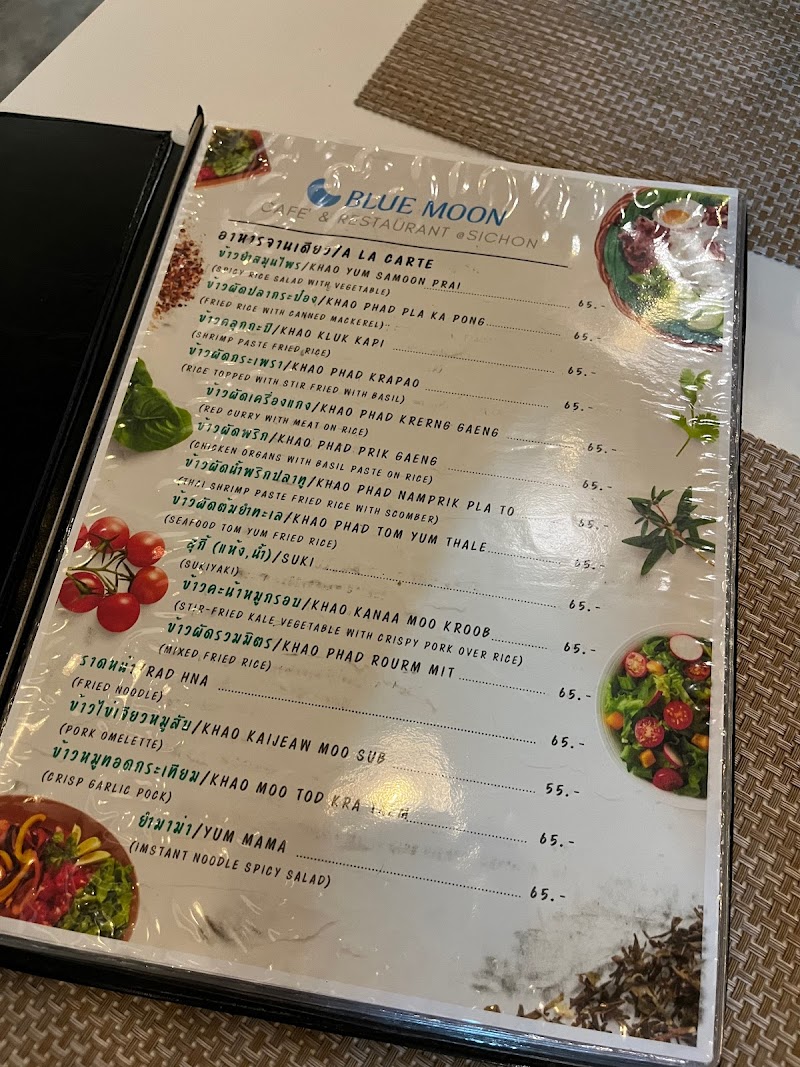 BLUE MOON
CAFE' & RESTAURANT @SICHON
อาหารจานเดียว/A LA CARTE
ข้าวยำสมุนไพร/KHAO YUM SAMOON PRAI 65.-
(SPICY RICE SALAD WITH VEGETABLE)
ข้าวผัดปลากระป๋อง/KHAO PHAD PLA KA PONG 65.-
(FRIED RICE WITH CANNED MACKEREL)
ข้าวคลุกกะปิ/KHAO KLUK KAPI 65.-
(SHRIMP PASTE FRIED RICE)
ข้าวผัดกระเพรา/KHAO PHAD KRAPAO 65.-
(RICE TOPPED WITH STIR FRIED WITH BASIL)
ข้าวผัดเครื่องแกง/KHAO PHAD KRERNG GAENG 65.-
(RED CURRY WITH MEAT ON RICE)
ข้าวผัดพริก/KHAO PHAD PRIK GAENG 65.-
(CHICKEN ORGANS WITH BASIL PASTE ON RICE)
ข้าวผัดน้ำพริกปลาทู/KHAO PHAD NAMPRIK PLA TO 65.-
SHRIMP PASTE FRIED RICE WITH SCOMBER)
ข้าวผัดต้มยำทะเล/KHAO PHAD TOM YUM THALE 65.-
(SEAFOOD TOM YUM FRIED RICE)
สุกี้ (แห้ง,น้ำ)/SUKI 65.-
(SUKIYAKI)
ข้าวคะน้าหมูกรอบ/KHAO KANAA MOO KROOB 65.-
(STIR-FRIED KALE VEGETABLE WITH CRISPY PORK OVER RICE)
ข้าวผัดรวมมิตร/KHAO PHAD ROURM MIT 65.-
(MIXED FRIED RICE)
ราดหน้า/RAD HNA 65.-
(FRIED NOODLE)
ข้าวไข่เจียวหมูสับ/KHAO KAIJEAW MOO SUB 55.-
(PORK OMELETTE)
ข้าวหมูทอดกระเทียม/KHAO MOO TOD KRA 65.-
(CRISP GARLIC POCK)
ยำมาม่า/YUM MAMA 65.-
(IMSTANT NOODLE SPICY SALAD)